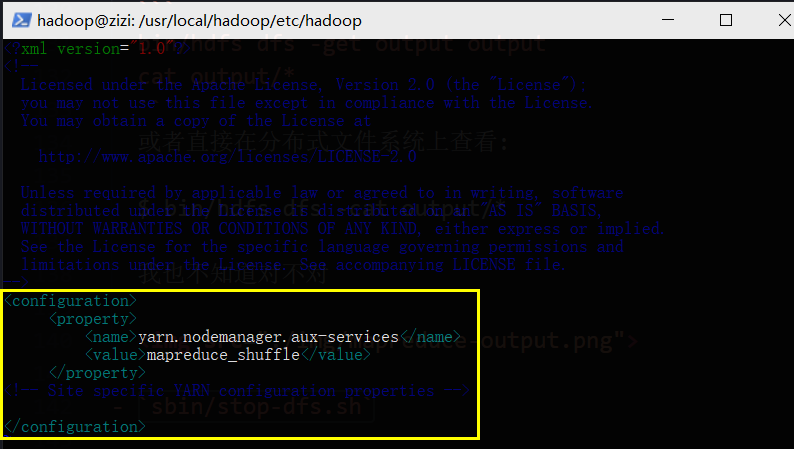 hadoop@zizi: /usr/local/hadoop/etc/hadoop
bin/hdfs dfs -get output output
<?xml version="1.0"?>
<!--
cat output/*
Licensed under the Apache License, Version 2.0 (the "License");
you may not use this file except in compliance with the License.
You may obtain a copy of the License at
或者直接在分布式文件系统上查看:
http://www.apache.org/licenses/LICENSE-2.0
Unless required by applicable law or agreed to in writing, software
$ bin/hdfs dfs -cat output/*
distributed under the License is distributed on an "AS IS" BASIS,
WITHOUT WARRANTIES OR CONDITIONS OF ANY KIND, either express or implied.
See the License for the specific language governing permissions and
limitations under the License. See accompanying LICENSE file.
我也不知道对不对
-->
<configuration>
<property>
<name>yarn.nodemanager.aux-services</name>
mapreduce-output.png">
<value>mapreduce_shuffle</value>
</property>
<!-- Site specific YARN configuration properties -->
- sbin/stop-dfs.sh
</configuration>